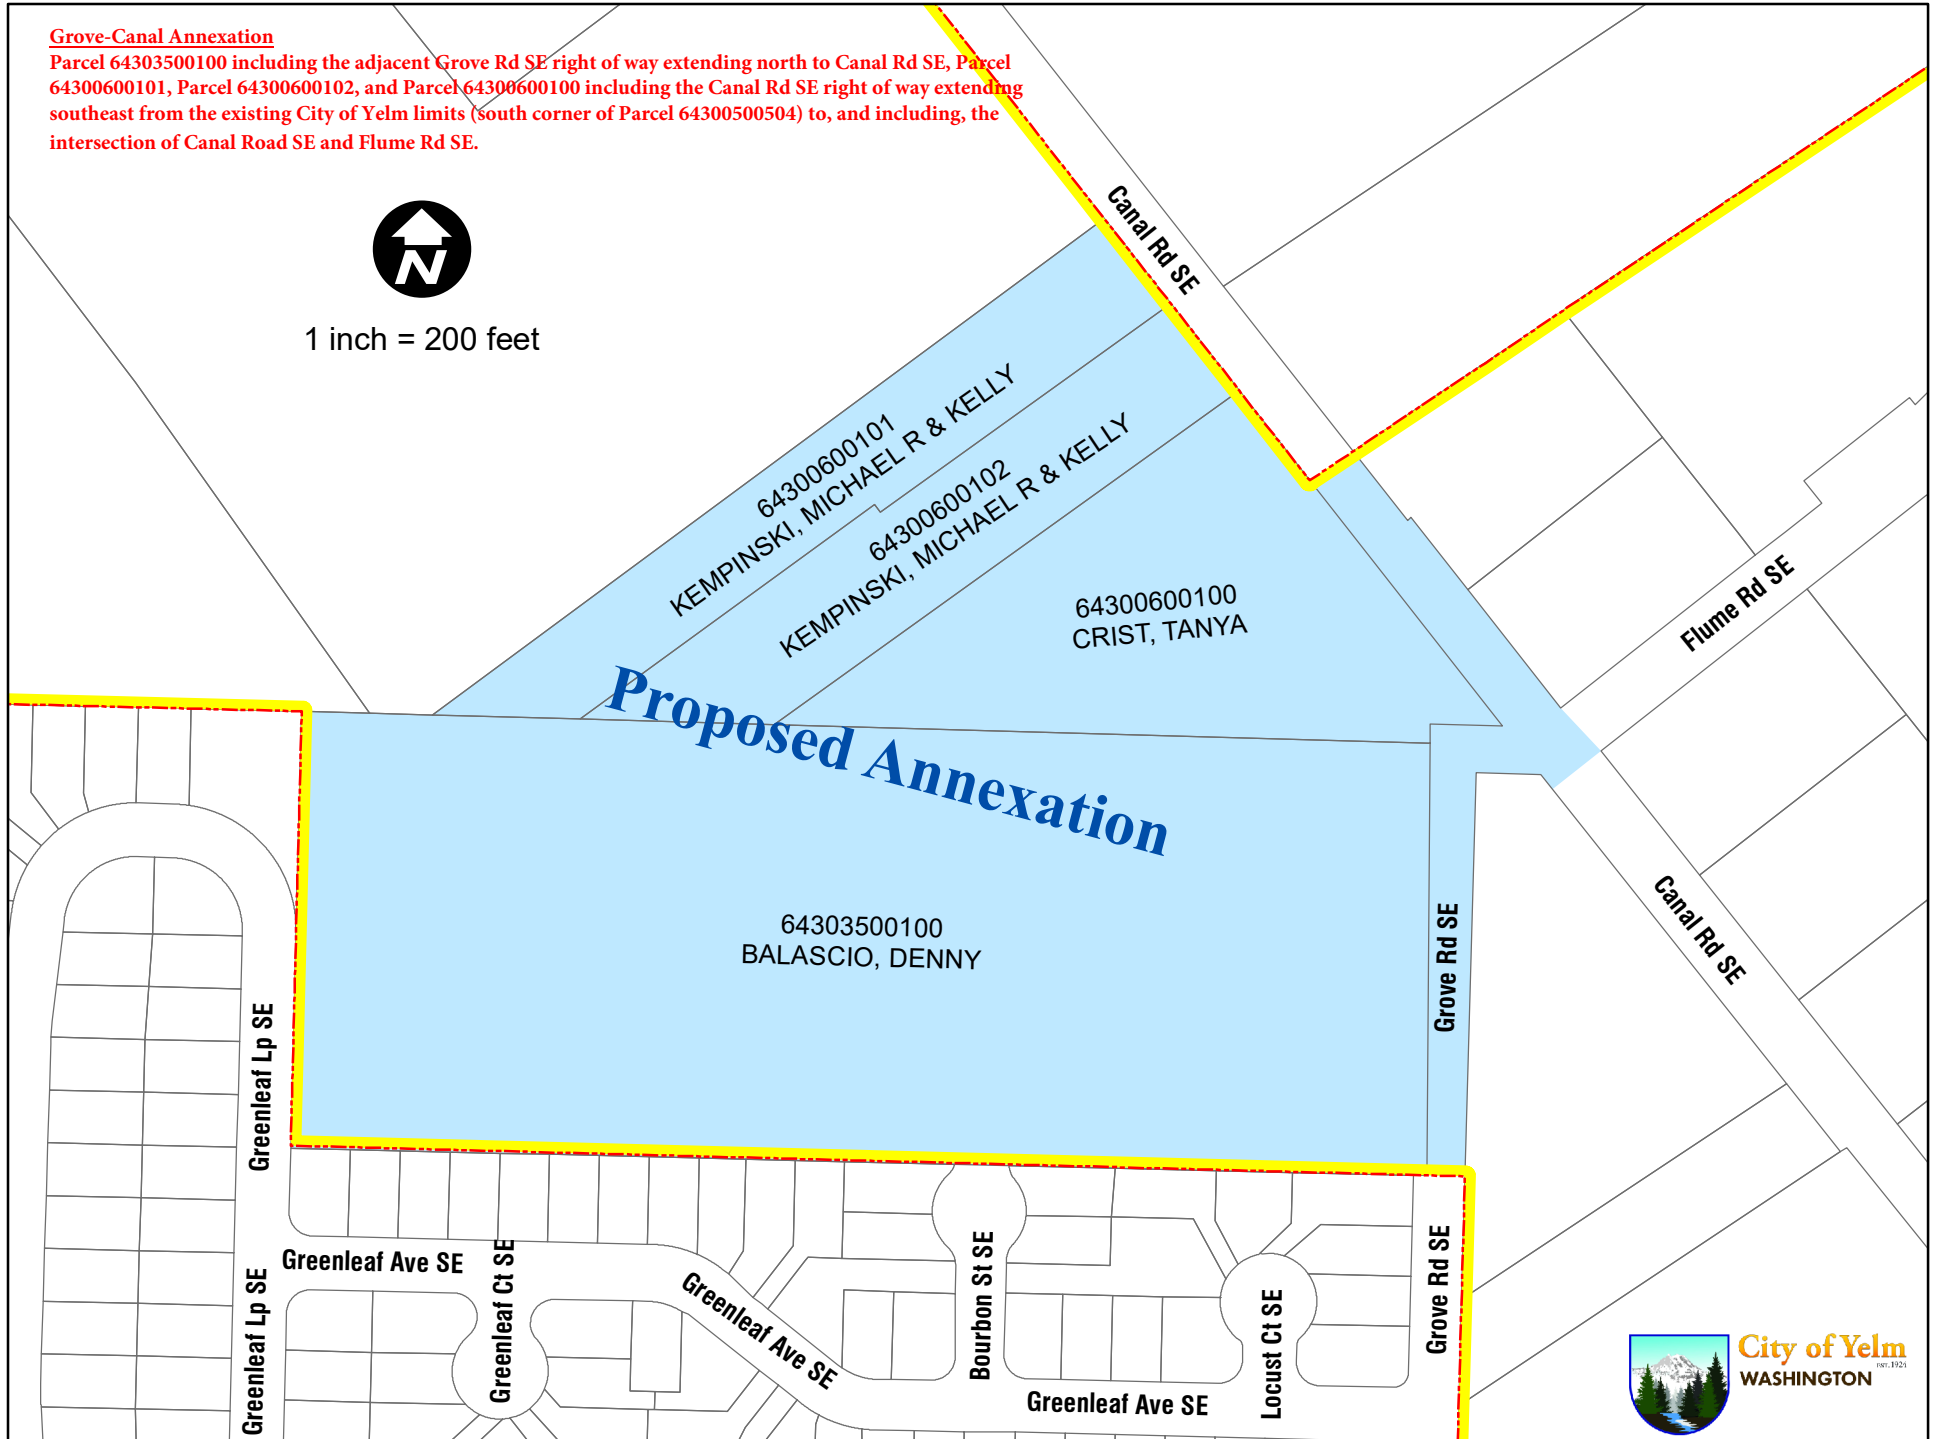 Grove-Canal Annexation
Parcel 64303500100 including the adjacent Grove Rd SE right of way extending north to Canal Rd SE, Parcel
64300600101, Parcel 64300600102, and Parcel 64300600100 including the Canal Rd SE right of way extending
southeast from the existing City of Yelm limits (south corner of Parcel 64300500504) to, and including, the
intersection of Canal Road SE and Flume Rd SE.
N
1 inch = 200 feet
Canal Rd SE
64300600101
KEMPINSKI, MICHAEL R & KELLY
64300600102
KEMPINSKI, MICHAEL R & KELLY
64300600100
CRIST, TANYA
Flume Rd SE
Proposed Annexation
64303500100
BALASCIO, DENNY
Grove Rd SE
Canal Rd SE
Greenleaf Lp SE
Greenleaf Ave SE
Greenleaf Ct SE
Greenleaf Lp SE
Greenleaf Ave SE
Bourbon St SE
Locust Ct SE
Grove Rd SE
Greenleaf Ave SE
City of Yelm
EST. 1924
WASHINGTON